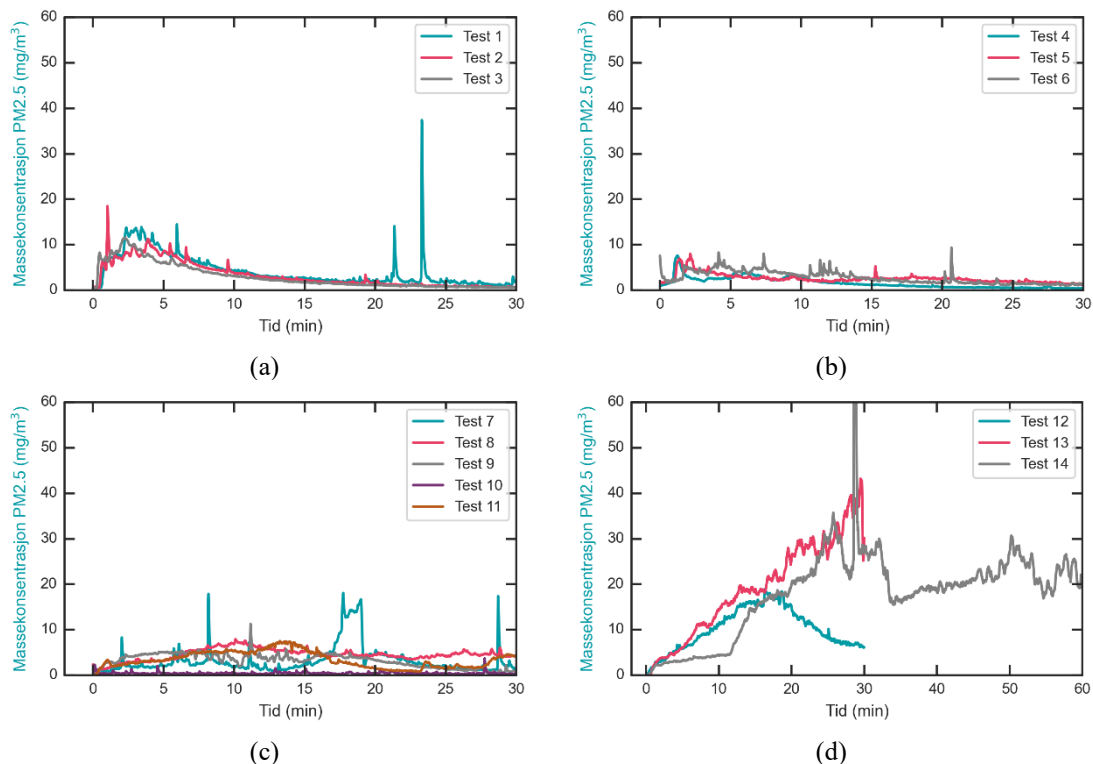 Massekonsentrasjon PM2.5 (mg/m³)
60
50
40
30
20
10
0
0 5 10 15 20 25 30
Tid (min)
Test 1
Test 2
Test 3
(a)
Massekonsentrasjon PM2.5 (mg/m³)
60
50
40
30
20
10
0
0 5 10 15 20 25 30
Tid (min)
Test 4
Test 5
Test 6
(b)
Massekonsentrasjon PM2.5 (mg/m³)
60
50
40
30
20
10
0
0 5 10 15 20 25 30
Tid (min)
Test 7
Test 8
Test 9
Test 10
Test 11
(c)
Massekonsentrasjon PM2.5 (mg/m³)
60
50
40
30
20
10
0
0 10 20 30 40 50 60
Tid (min)
Test 12
Test 13
Test 14
(d)